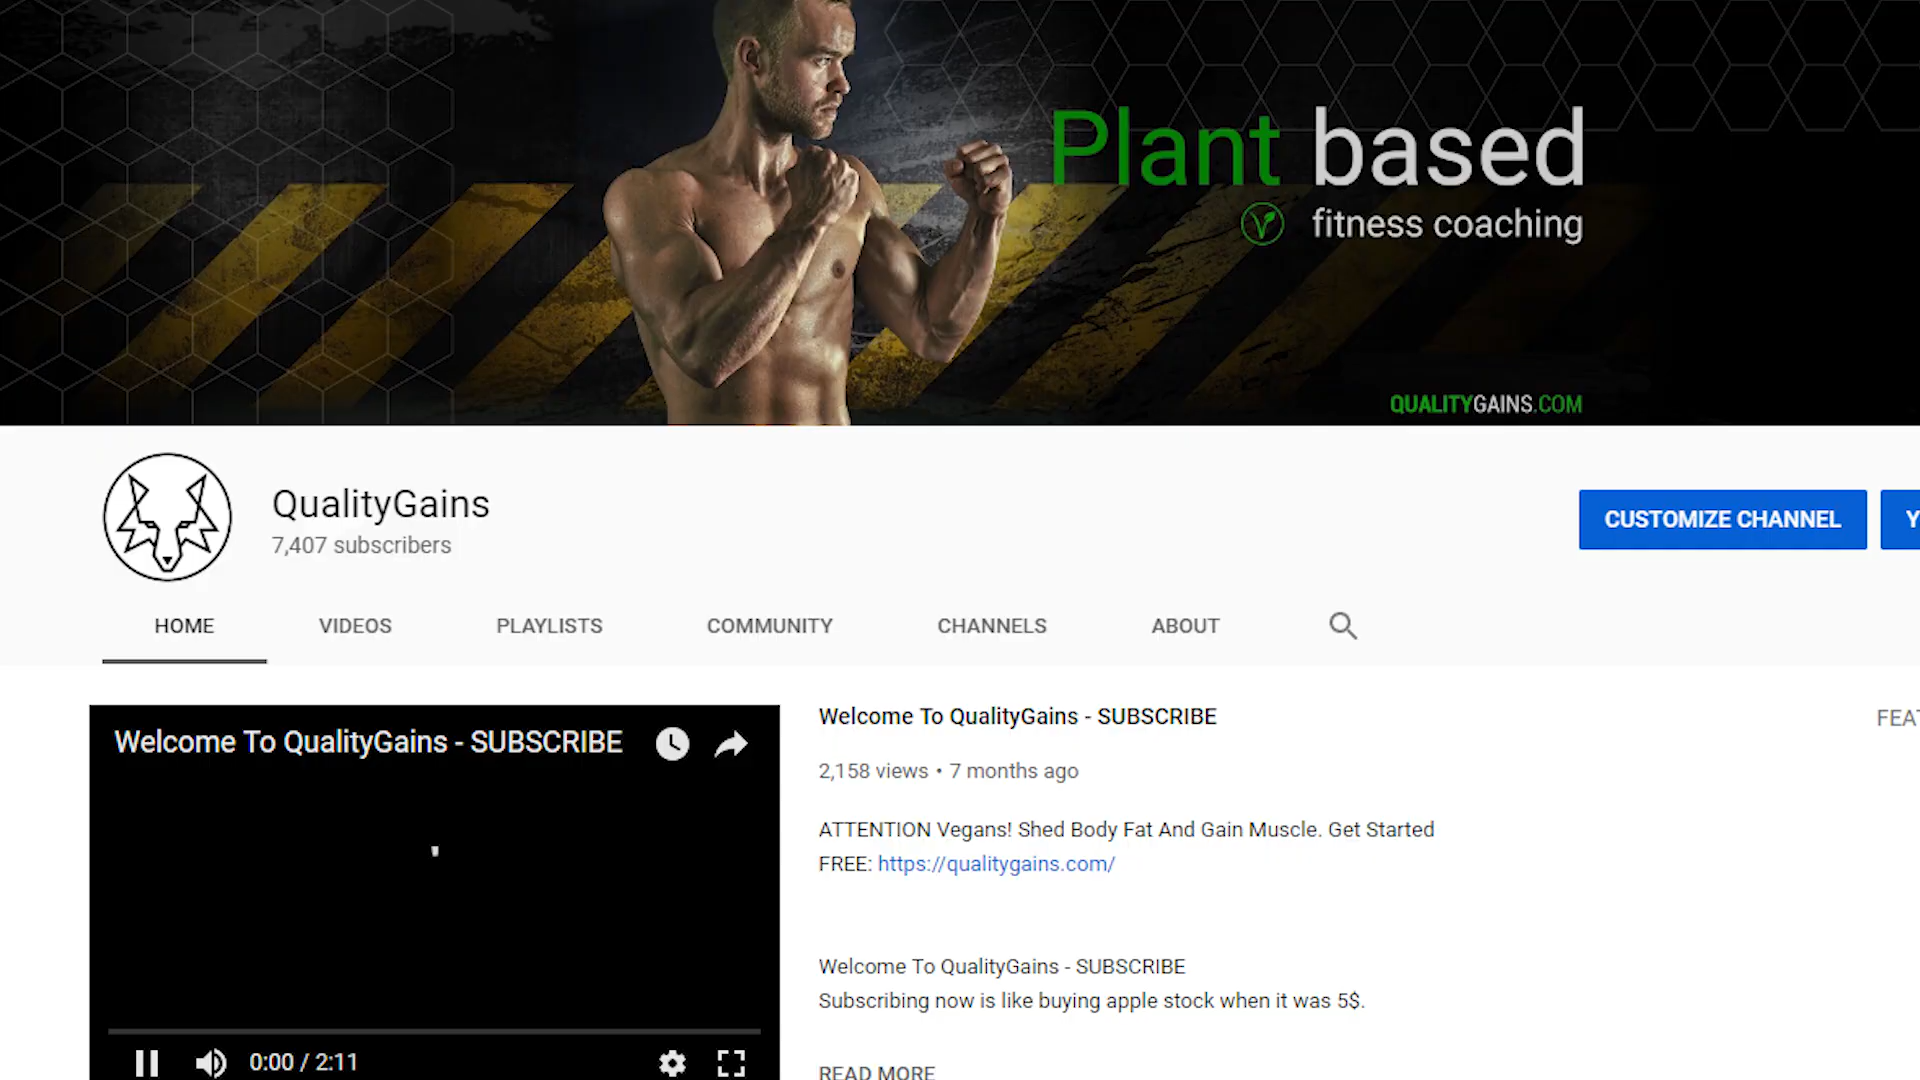 Plant based
fitness coaching
QUALITYGAINS.COM
QualityGains
7,407 subscribers
CUSTOMIZE CHANNEL
Y
HOME
VIDEOS
PLAYLISTS
COMMUNITY
CHANNELS
ABOUT
Welcome To QualityGains - SUBSCRIBE
0:00 / 2:11
Welcome To QualityGains - SUBSCRIBE
2,158 views • 7 months ago
ATTENTION Vegans! Shed Body Fat And Gain Muscle. Get Started
FREE: https://qualitygains.com/
Welcome To QualityGains - SUBSCRIBE
Subscribing now is like buying apple stock when it was 5$.
READ MORE
FEAT